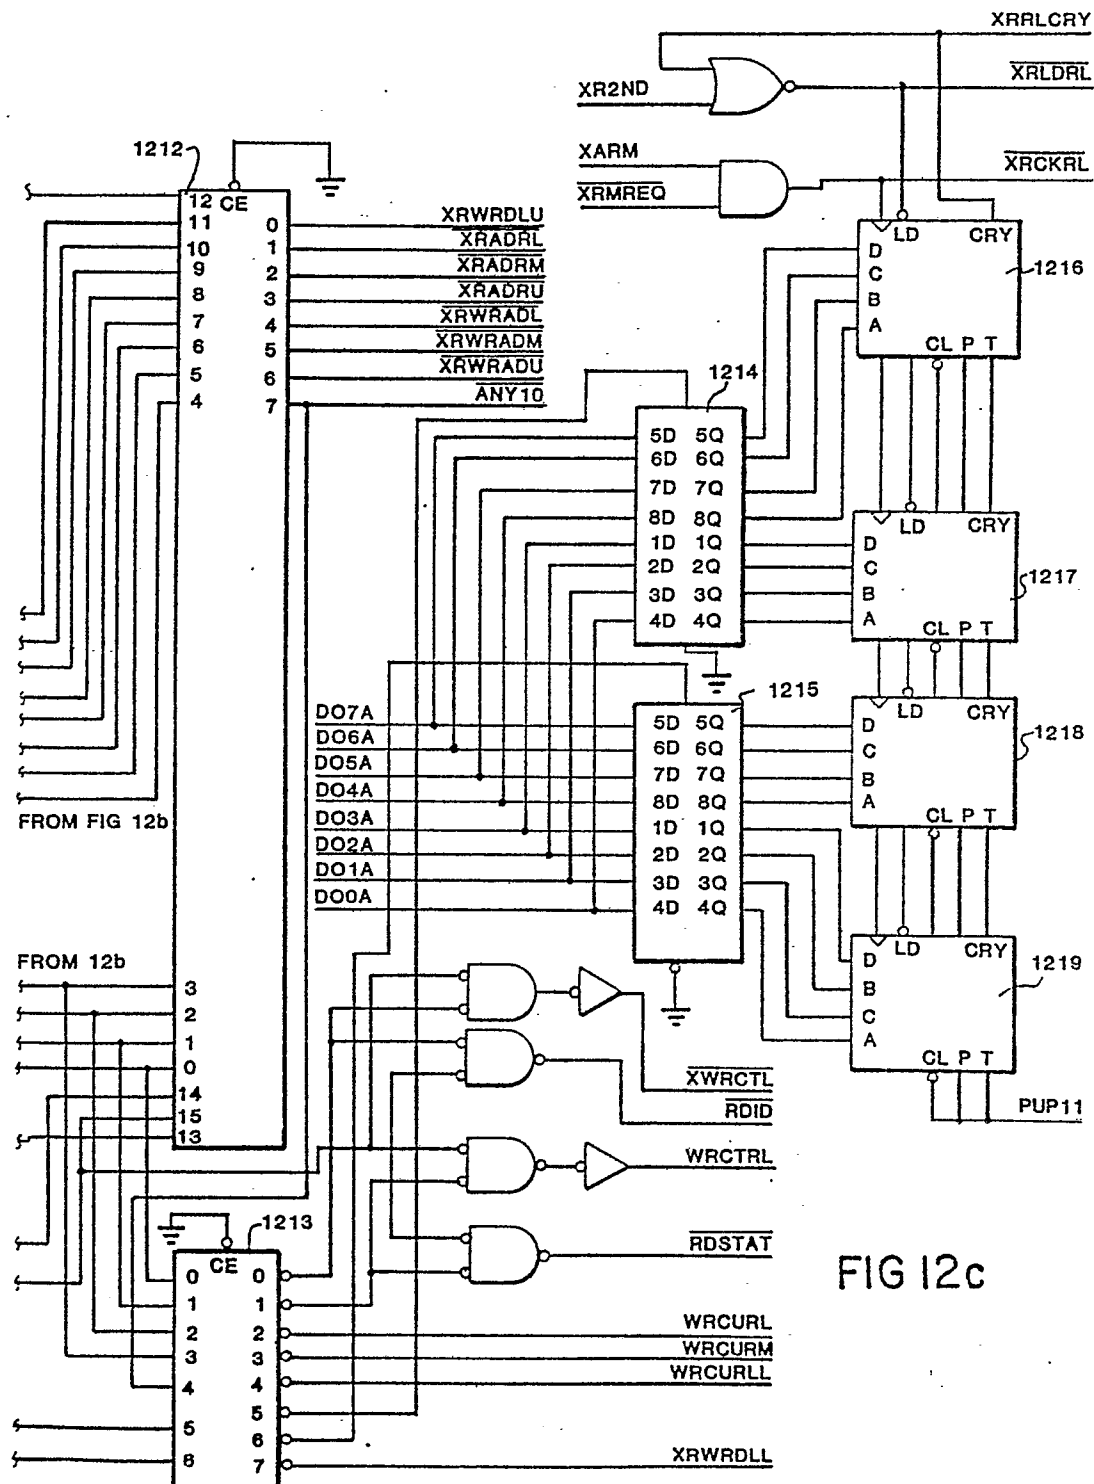 XRRLCRY
XRLDRL
XR2ND
XARM
XRCKRL
XRMREQ
1212
12 CE
11
10
9
8
7
6
5
4
0 XRWRDLU
1 XRADRL
2 XRADRM
3 XRADRU
4 XRWRADL
5 XRWRADM
6 XRWRADU
7 ANY10
LD CRY
D
C
B
A
CL P T
1216
1214
5D 5Q
6D 6Q
7D 7Q
8D 8Q
1D 1Q
2D 2Q
3D 3Q
4D 4Q
LD CRY
D
C
B
A
CL P T
1217
1215
DO7A
DO6A
DO5A
DO4A
DO3A
DO2A
DO1A
DO0A
5D 5Q
6D 6Q
7D 7Q
8D 8Q
1D 1Q
2D 2Q
3D 3Q
4D 4Q
LD CRY
D
C
B
A
CL P T
1218
FROM FIG 12b
FROM 12b
3
2
1
0
14
15
13
LD CRY
D
B
C
A
CL P T
1219
PUP11
XWRCTL
RDID
WRCTRL
RDSTAT
1213
CE
0 0
1 1
2 2 WRCURL
3 3 WRCURM
4 4 WRCURLL
5 5
6 6
7 XRWRDLL
FIG 12c